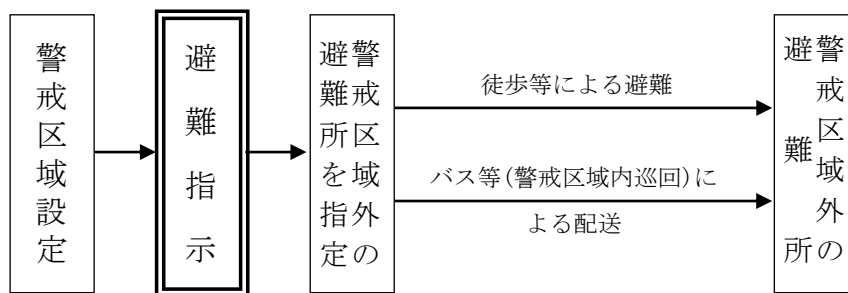 警戒区域設定
避難指示
警戒区域外の
避難所を指定
徒歩等による避難
バス等(警戒区域内巡回)に
よる配送
警戒区域外の
避難所